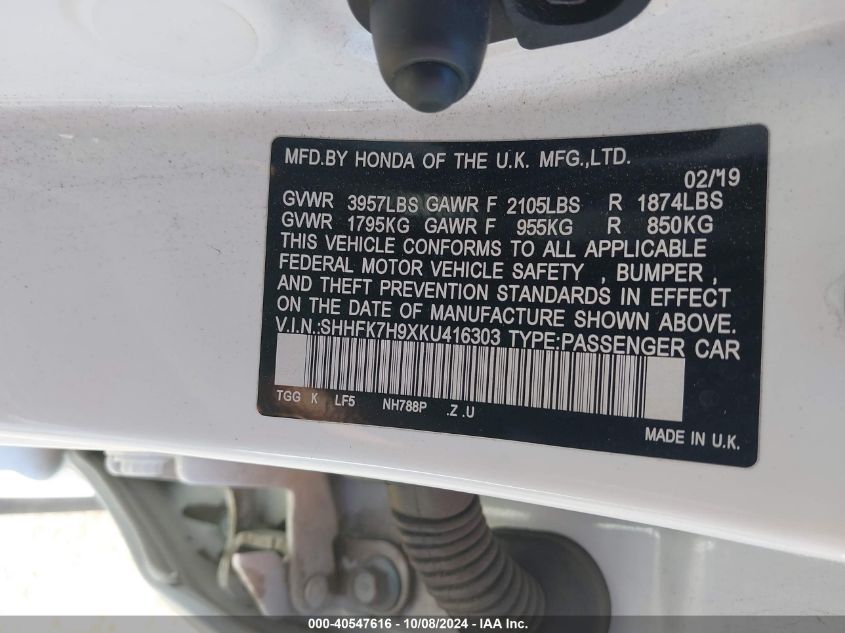 MFD.BY HONDA OF THE U.K. MFG.,LTD.
02/19
GVWR 3957LBS GAWR F 2105LBS R 1874LBS
GVWR 1795KG GAWR F 955KG R 850KG
THIS VEHICLE CONFORMS TO ALL APPLICABLE
FEDERAL MOTOR VEHICLE SAFETY , BUMPER ,
AND THEFT PREVENTION STANDARDS IN EFFECT
ON THE DATE OF MANUFACTURE SHOWN ABOVE.
V.I.N.:SHHFK7H9XKU416303 TYPE:PASSENGER CAR
TGG K LF5 NH788P .Z .U
MADE IN U.K.
000-40547616 - 10/08/2024 - IAA Inc.